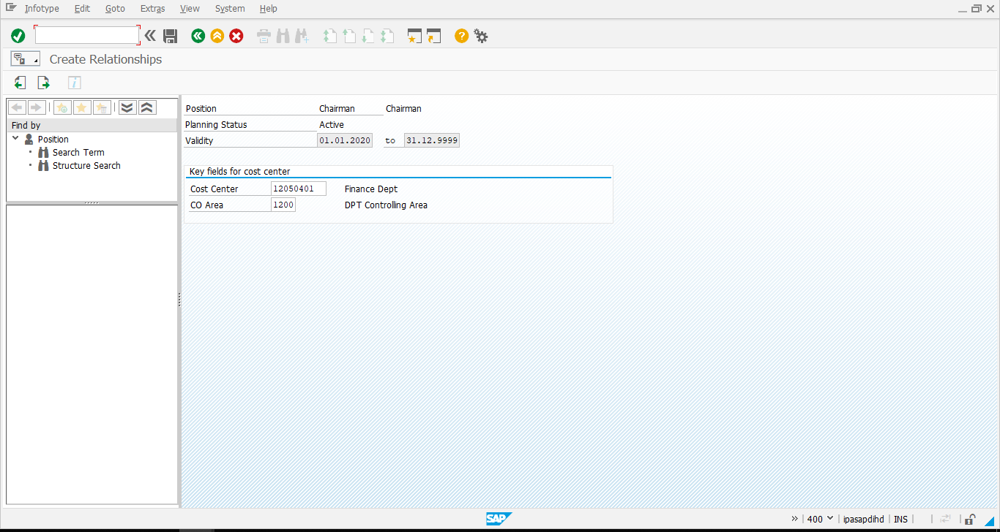 Infotype Edit Goto Extras View System Help
Create Relationships
Find by
Position
Search Term
Structure Search
Position Chairman Chairman
Planning Status Active
Validity 01.01.2020 to 31.12.9999
Key fields for cost center
Cost Center 12050401 Finance Dept
CO Area 1200 DPT Controlling Area
SAP 400 ipasapdihd INS